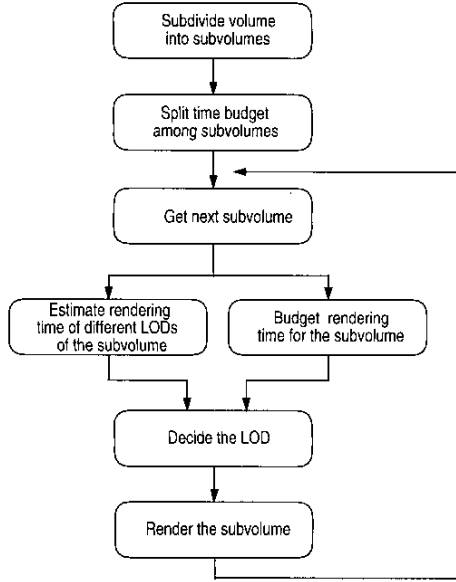 Subdivide volume
into subvolumes
Split time budget
among subvolumes
Get next subvolume
Estimate rendering
time of different LODs
of the subvolume
Budget rendering
time for the subvolume
Decide the LOD
Render the subvolume